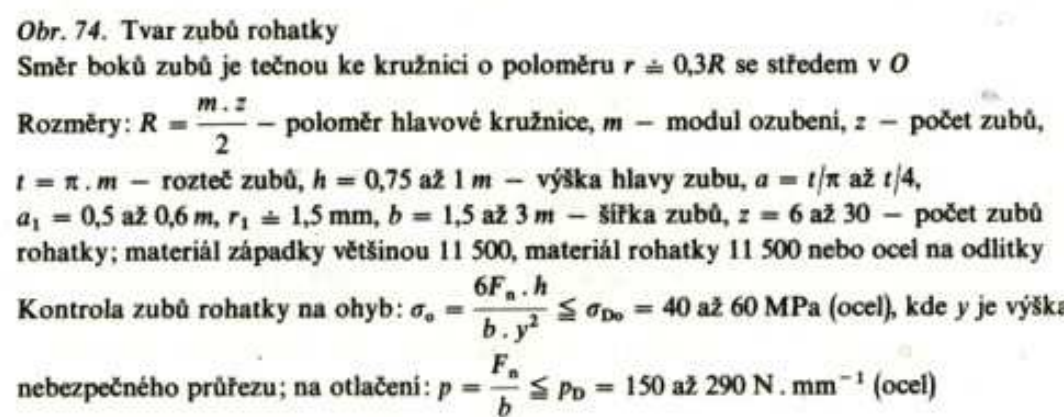 Obr. 74. Tvar zubů rohatky
Směr boků zubů je tečnou ke kružnici o poloměru r ≐ 0,3R se středem v O
Rozměry: R = m . z / 2 – poloměr hlavové kružnice, m – modul ozubení, z – počet zubů,
t = π . m – rozteč zubů, h = 0,75 až 1 m – výška hlavy zubu, a = t/π až t/4,
a₁ = 0,5 až 0,6 m, r₁ ≐ 1,5 mm, b = 1,5 až 3 m – šířka zubů, z = 6 až 30 – počet zubů
rohatky; materiál západky většinou 11 500, materiál rohatky 11 500 nebo ocel na odlitky
Kontrola zubů rohatky na ohyb: σₒ = 6Fₙ . h / b . y² ≦ σ_Do = 40 až 60 MPa (ocel), kde y je výška
nebezpečného průřezu; na otlačení: p = Fₙ / b ≦ p_D = 150 až 290 N . mm⁻¹ (ocel)